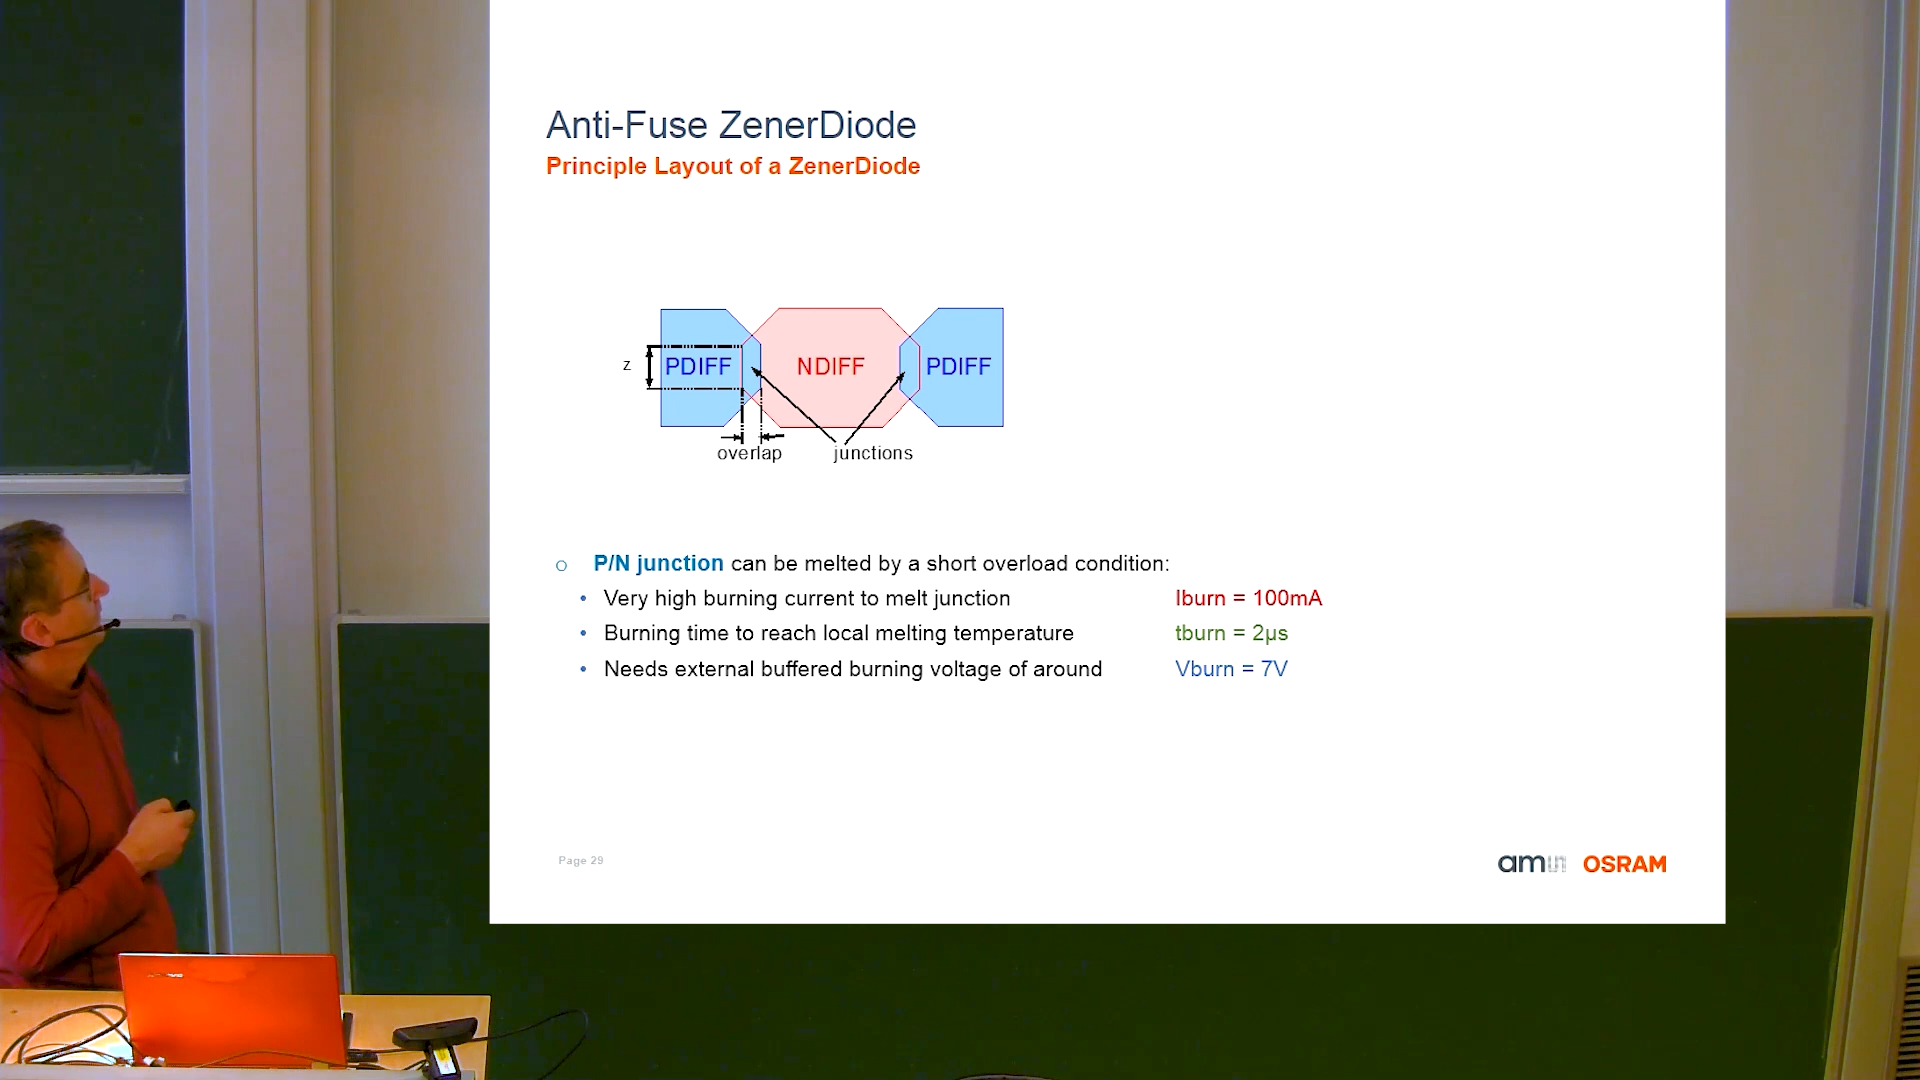 Anti-Fuse ZenerDiode
Principle Layout of a ZenerDiode
z
PDIFF
NDIFF
PDIFF
overlap
junctions
o P/N junction can be melted by a short overload condition:
• Very high burning current to melt junction Iburn = 100mA
• Burning time to reach local melting temperature tburn = 2µs
• Needs external buffered burning voltage of around Vburn = 7V
Page 29
am OSRAM